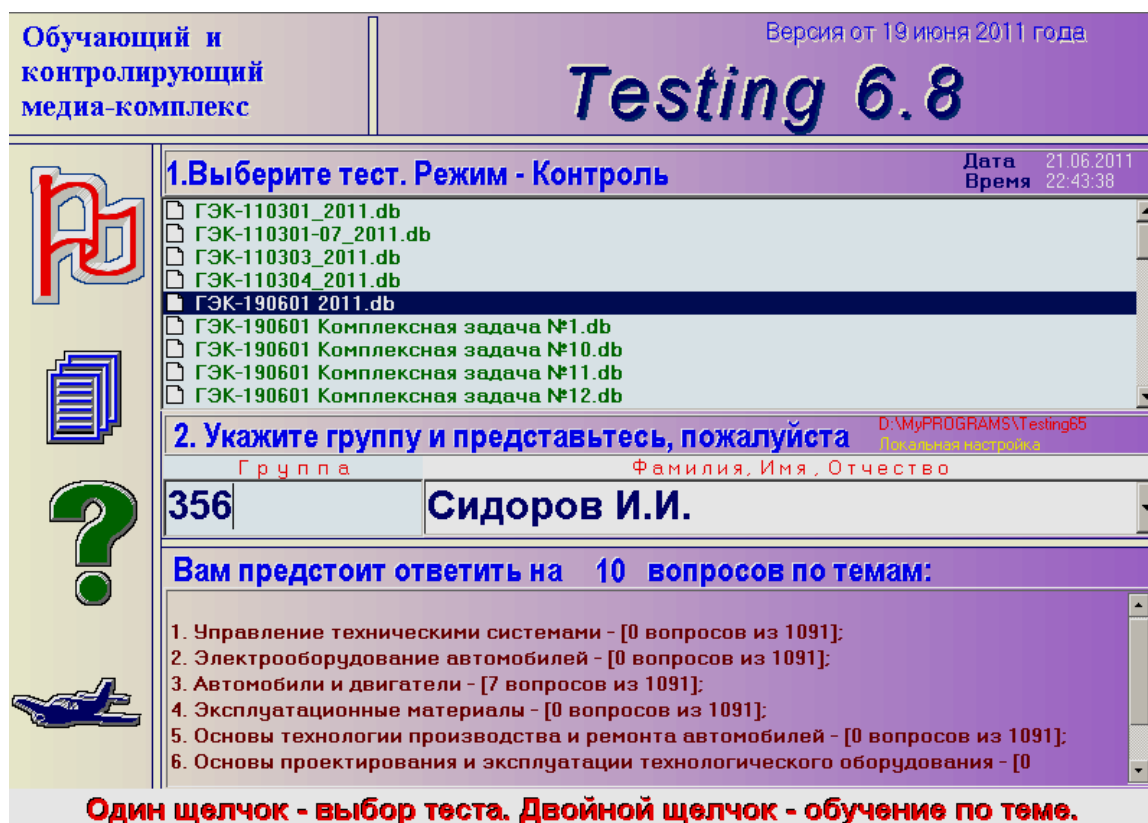 Обучающий и
контролирующий
медиа-комплекс
Версия от 19 июня 2011 года
Testing 6.8
1.Выберите тест. Режим - Контроль
Дата 21.06.2011
Время 22:43:38
ГЭК-110301_2011.db
ГЭК-110301-07_2011.db
ГЭК-110303_2011.db
ГЭК-110304_2011.db
ГЭК-190601 2011.db
ГЭК-190601 Комплексная задача №1.db
ГЭК-190601 Комплексная задача №10.db
ГЭК-190601 Комплексная задача №11.db
ГЭК-190601 Комплексная задача №12.db
2. Укажите группу и представьтесь, пожалуйста
D:\MyPROGRAMS\Testing65
Локальная настройка
Группа Фамилия, Имя, Отчество
356 Сидоров И.И.
Вам предстоит ответить на 10 вопросов по темам:
1. Управление техническими системами - [0 вопросов из 1091];
2. Электрооборудование автомобилей - [0 вопросов из 1091];
3. Автомобили и двигатели - [7 вопросов из 1091];
4. Эксплуатационные материалы - [0 вопросов из 1091];
5. Основы технологии производства и ремонта автомобилей - [0 вопросов из 1091];
6. Основы проектирования и эксплуатации технологического оборудования - [0
Один щелчок - выбор теста. Двойной щелчок - обучение по теме.